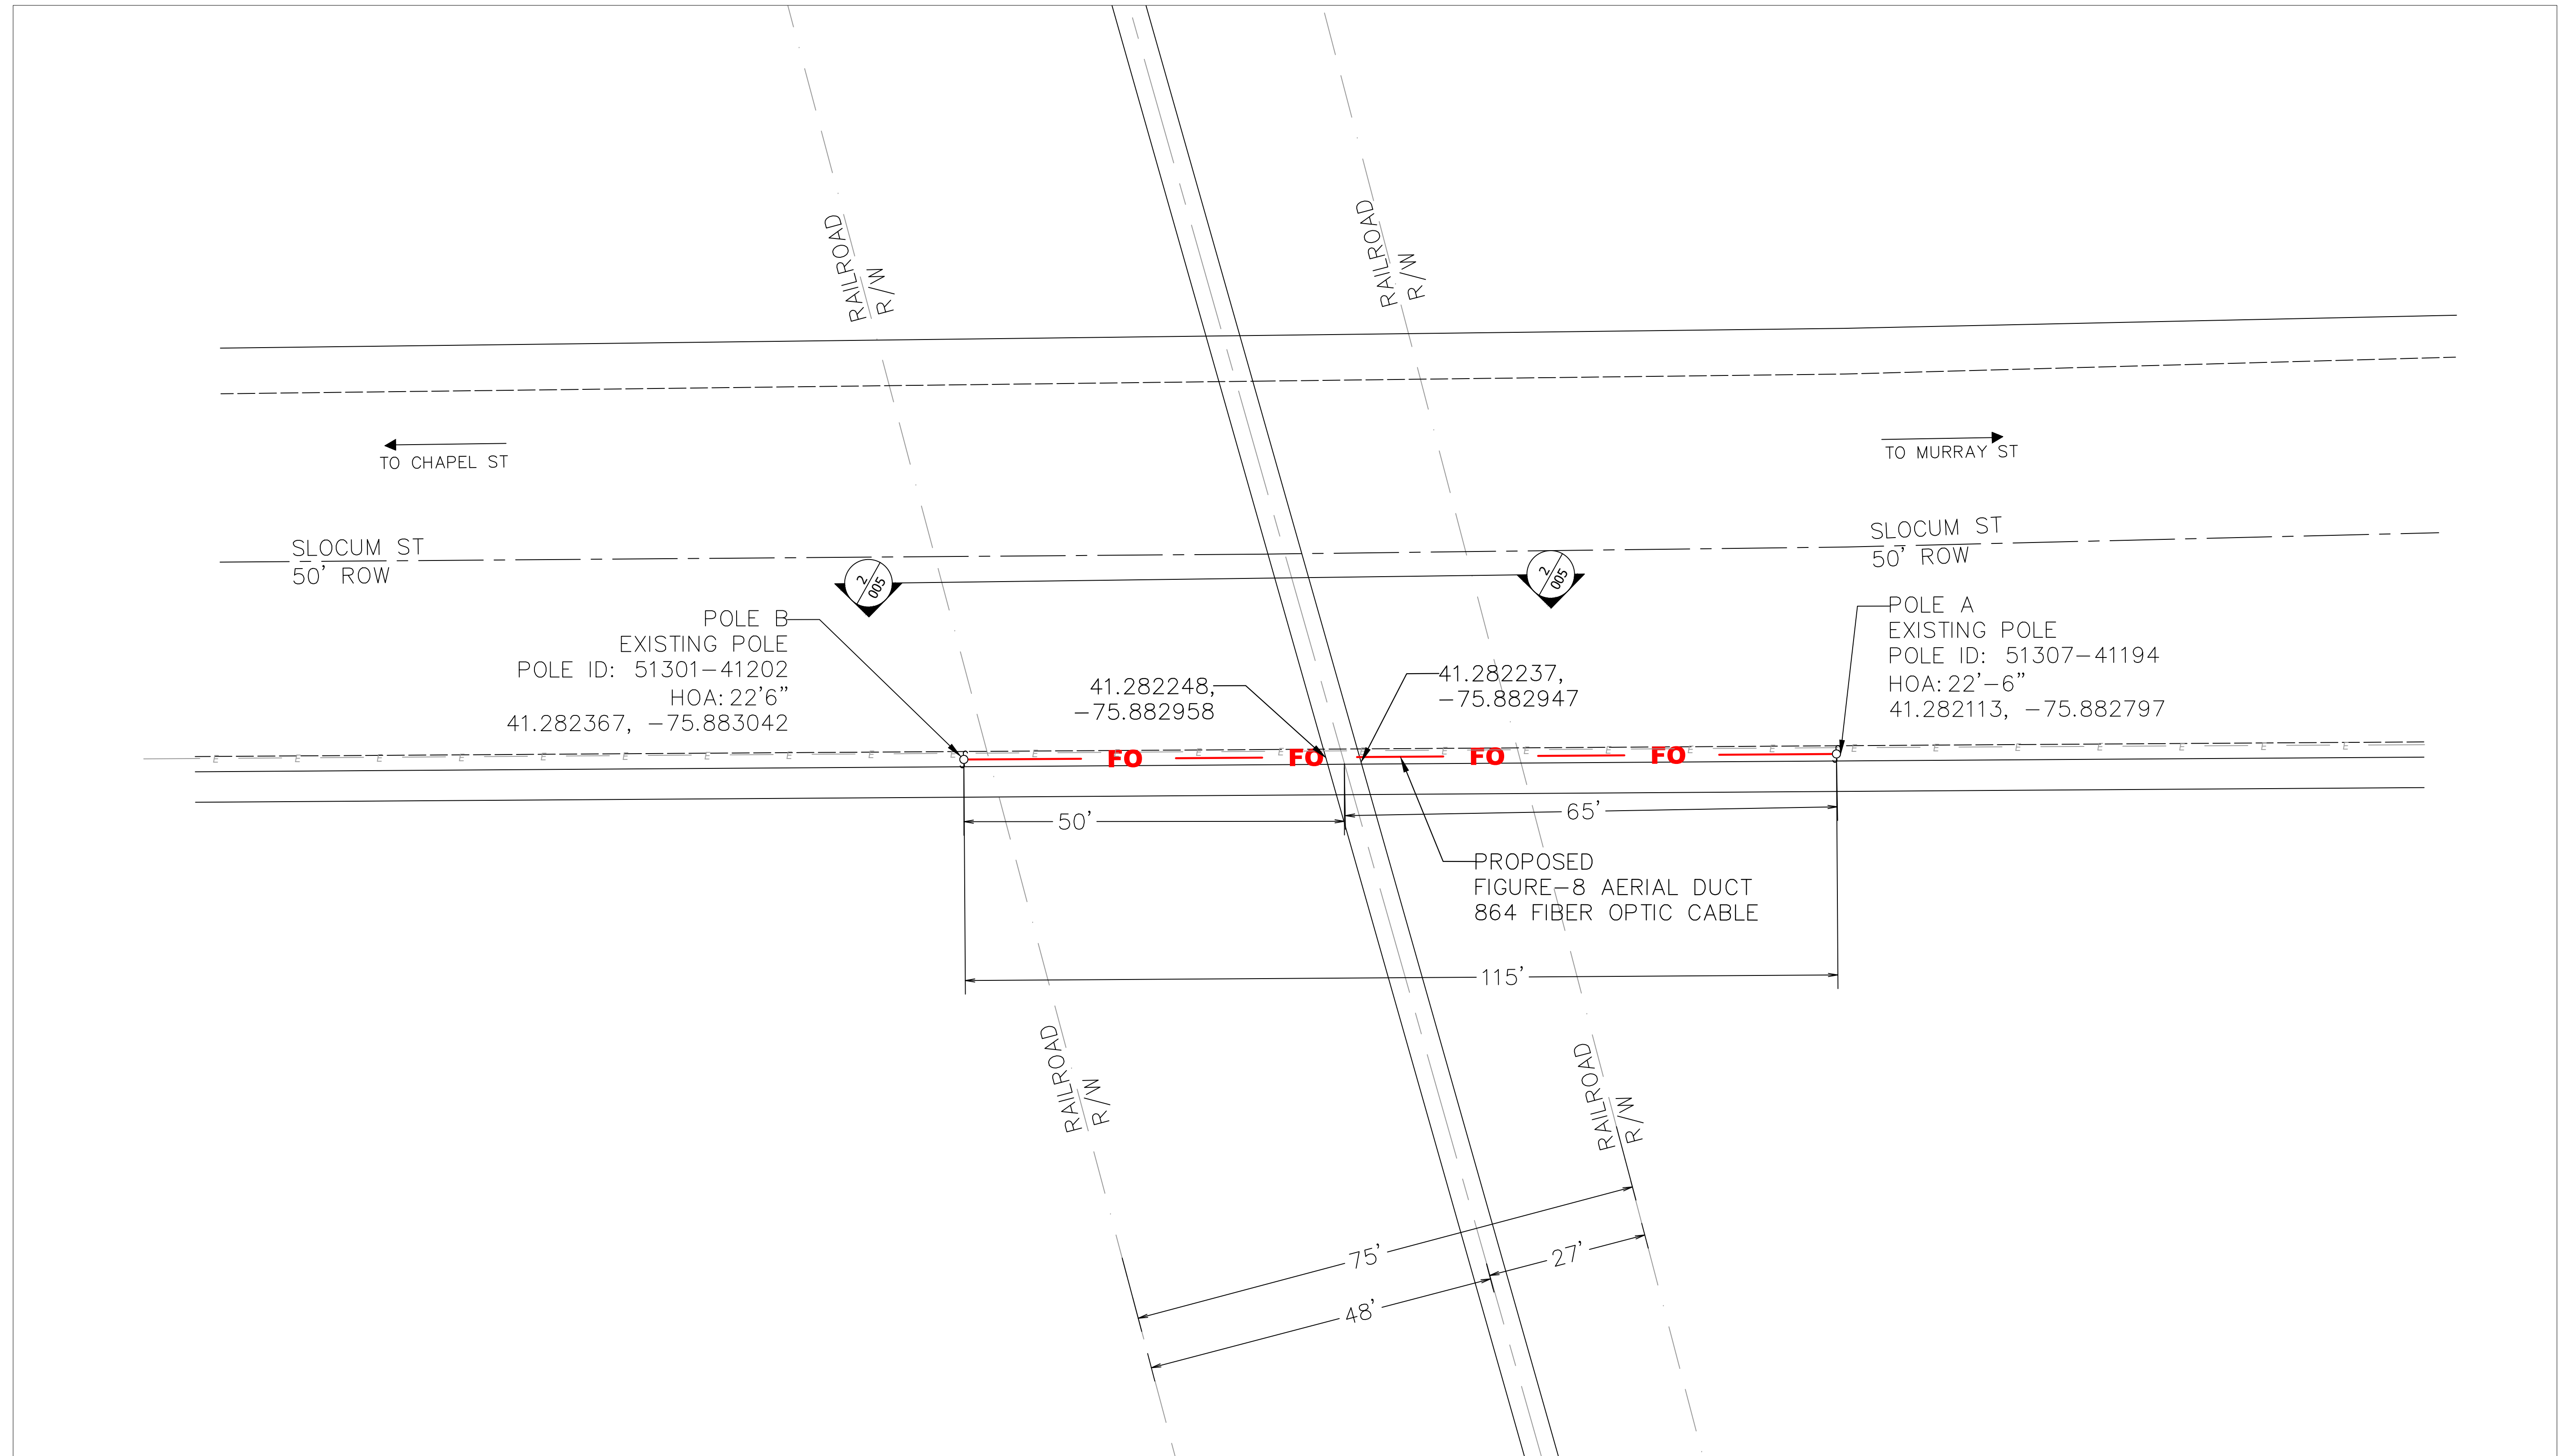 RAILROAD
R/W
RAILROAD
R/W
TO CHAPEL ST
TO MURRAY ST
SLOCUM ST
50' ROW
SLOCUM ST
50' ROW
2
005
2
005
POLE B
EXISTING POLE
POLE ID: 51301-41202
HOA: 22'6"
41.282367, -75.883042
41.282248,
-75.882958
41.282237,
-75.882947
POLE A
EXISTING POLE
POLE ID: 51307-41194
HOA: 22'-6"
41.282113, -75.882797
E E E E E E E E E E E E E E E E E E E E E E E E E E E
FO FO FO FO
50'
65'
PROPOSED
FIGURE-8 AERIAL DUCT
864 FIBER OPTIC CABLE
115'
RAILROAD
R/W
RAILROAD
R/W
75'
27'
48'